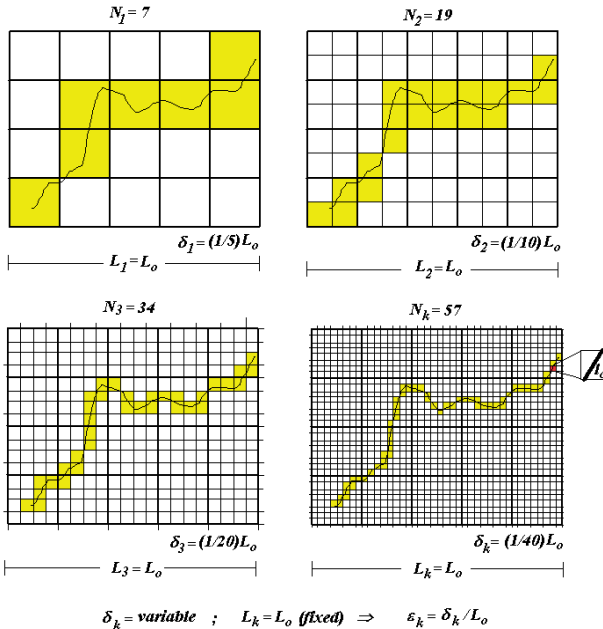 N₁= 7
N₂= 19
δ₁= (1/5)Lₒ
δ₂= (1/10)Lₒ
L₁= Lₒ
L₂= Lₒ
N₃= 34
Nₖ= 57
lₒ
δ₃= (1/20)Lₒ
δₖ= (1/40)Lₒ
L₃= Lₒ
Lₖ= Lₒ
δₖ = variable ; Lₖ= Lₒ (fixed) ⇒ εₖ= δₖ/Lₒ